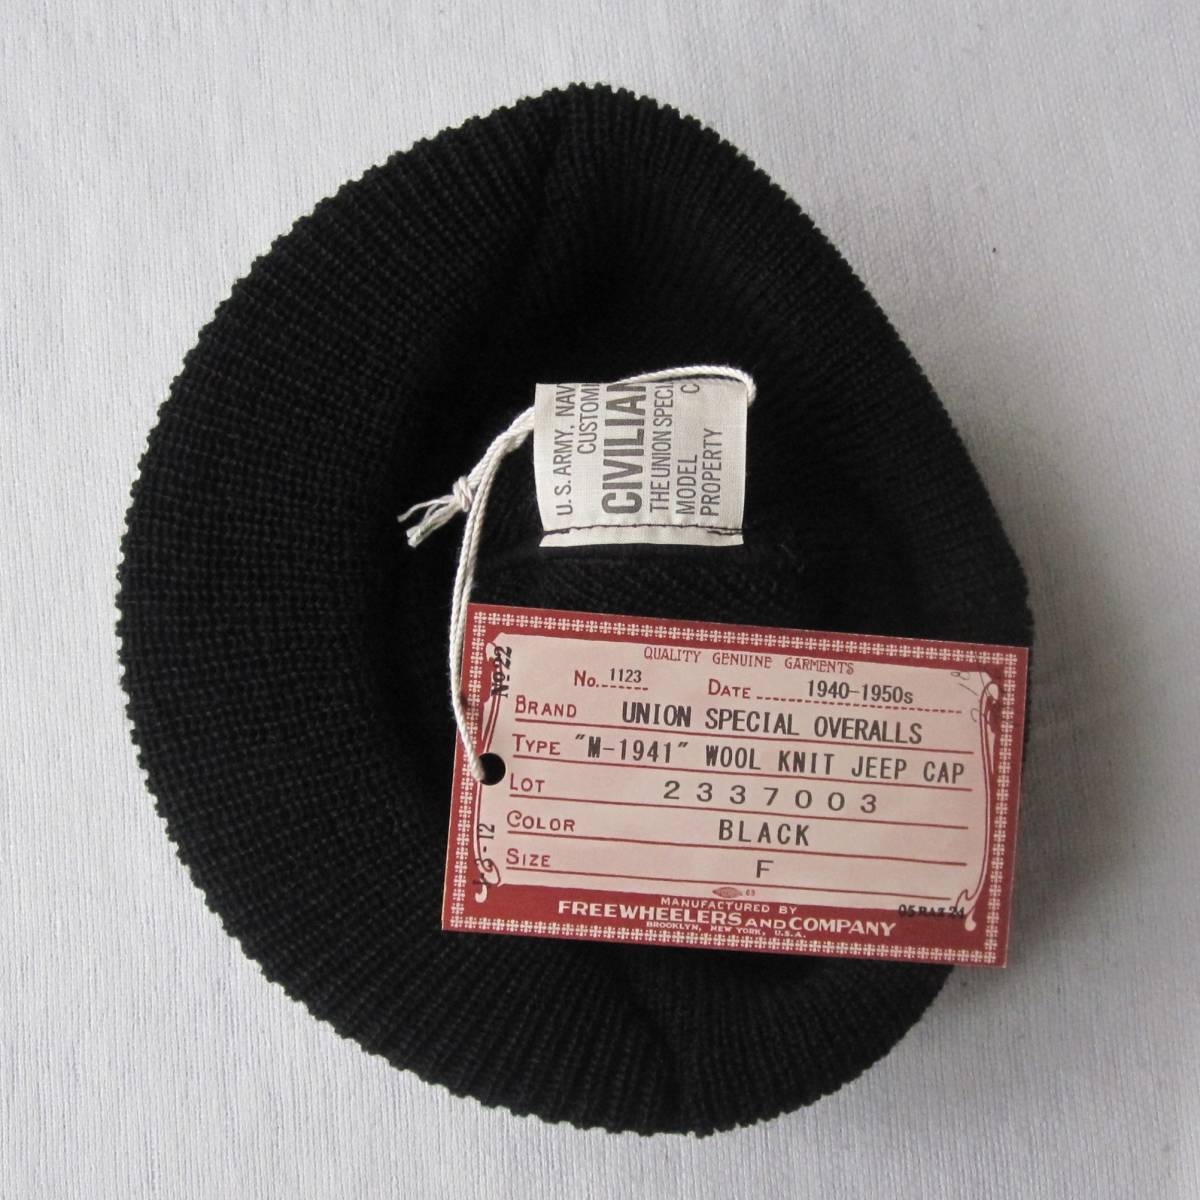 U. S. ARMY, NAV
CUSTOM
CIVILIAN
THE UNION SPECI
MODEL C
PROPERTY
QUALITY GENUINE GARMENTS
No. 1123 DATE 1940-1950s
BRAND UNION SPECIAL OVERALLS
TYPE "M-1941" WOOL KNIT JEEP CAP
LOT 2337003
COLOR BLACK
SIZE F
MANUFACTURED BY
FREEWHEELERS AND COMPANY
BROOKLYN, NEW YORK, U.S.A.
No 22